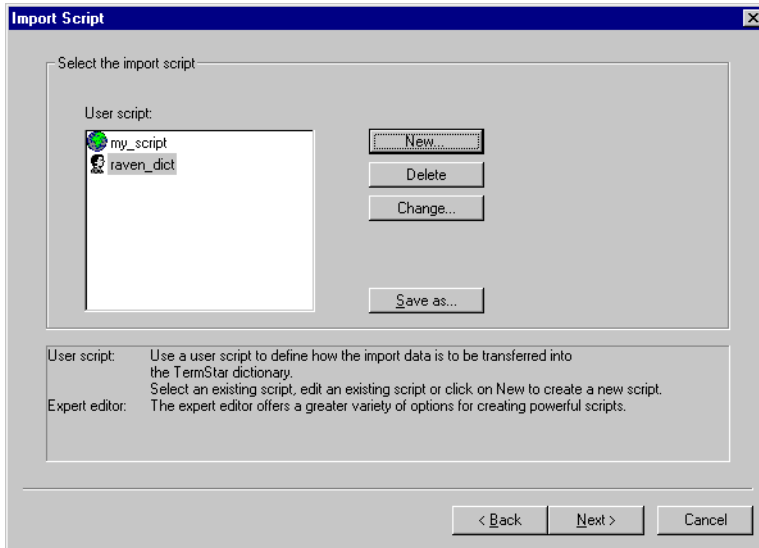 Import Script
Select the import script
User script:
my_script
raven_dict
New...
Delete
Change...
Save as...
User script: Use a user script to define how the import data is to be transferred into
the TermStar dictionary.
Select an existing script, edit an existing script or click on New to create a new script.
Expert editor: The expert editor offers a greater variety of options for creating powerful scripts.
< Back Next > Cancel